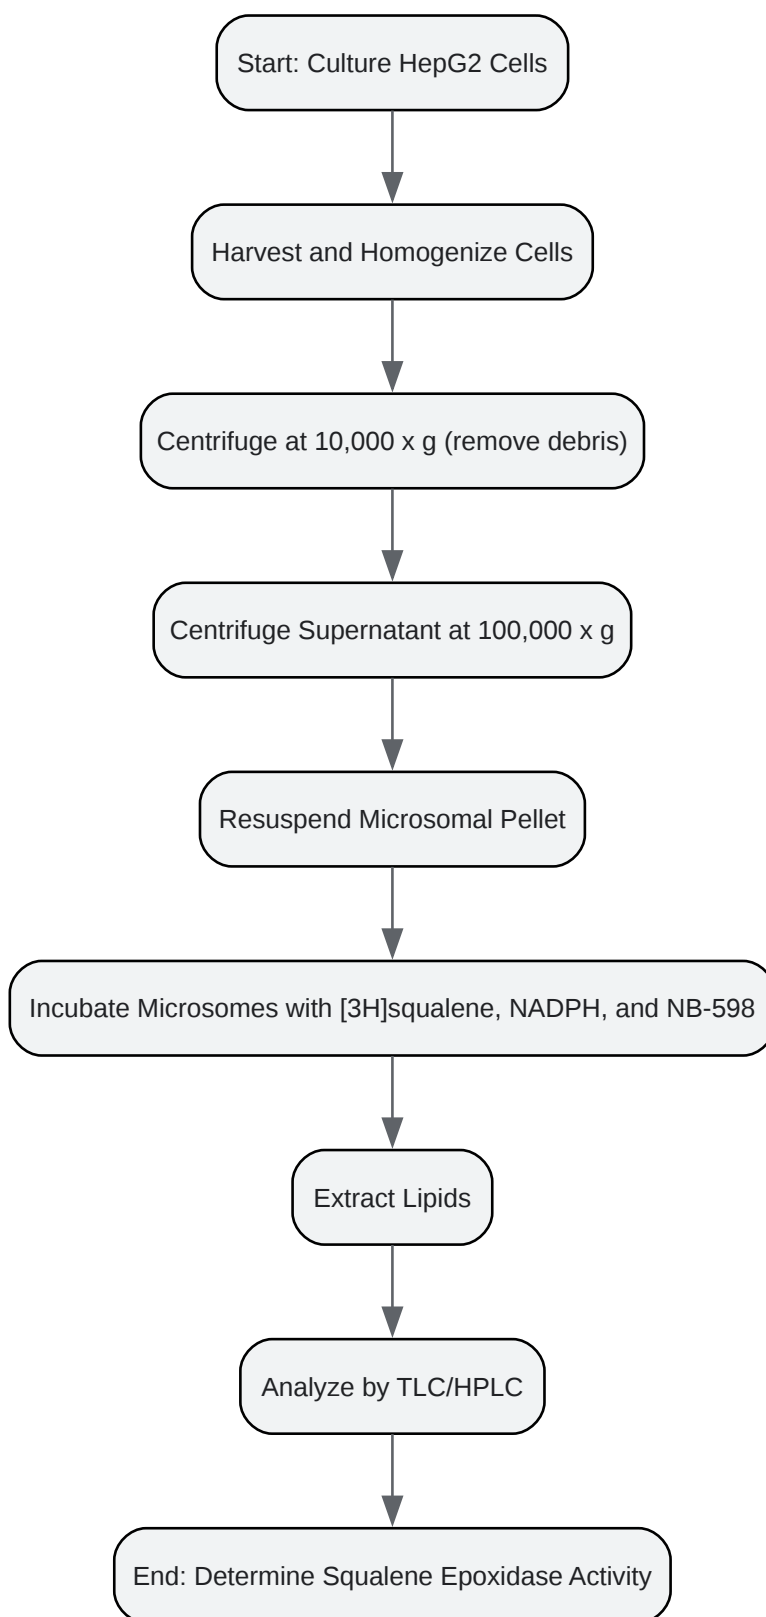 Start: Culture HepG2 Cells
Harvest and Homogenize Cells
Centrifuge at 10,000 x g (remove debris)
Centrifuge Supernatant at 100,000 x g
Resuspend Microsomal Pellet
Incubate Microsomes with [3H]squalene, NADPH, and NB-598
Extract Lipids
Analyze by TLC/HPLC
End: Determine Squalene Epoxidase Activity